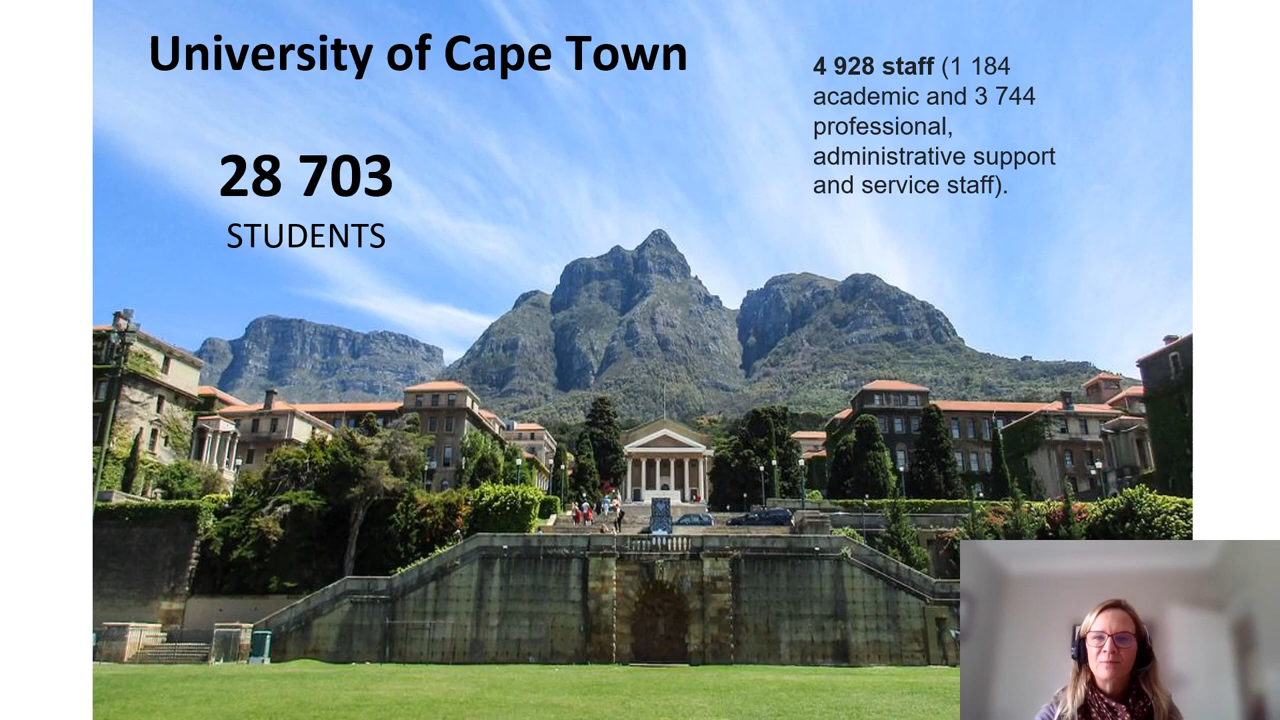 University of Cape Town
28 703
STUDENTS
4 928 staff (1 184
academic and 3 744
professional,
administrative support
and service staff).